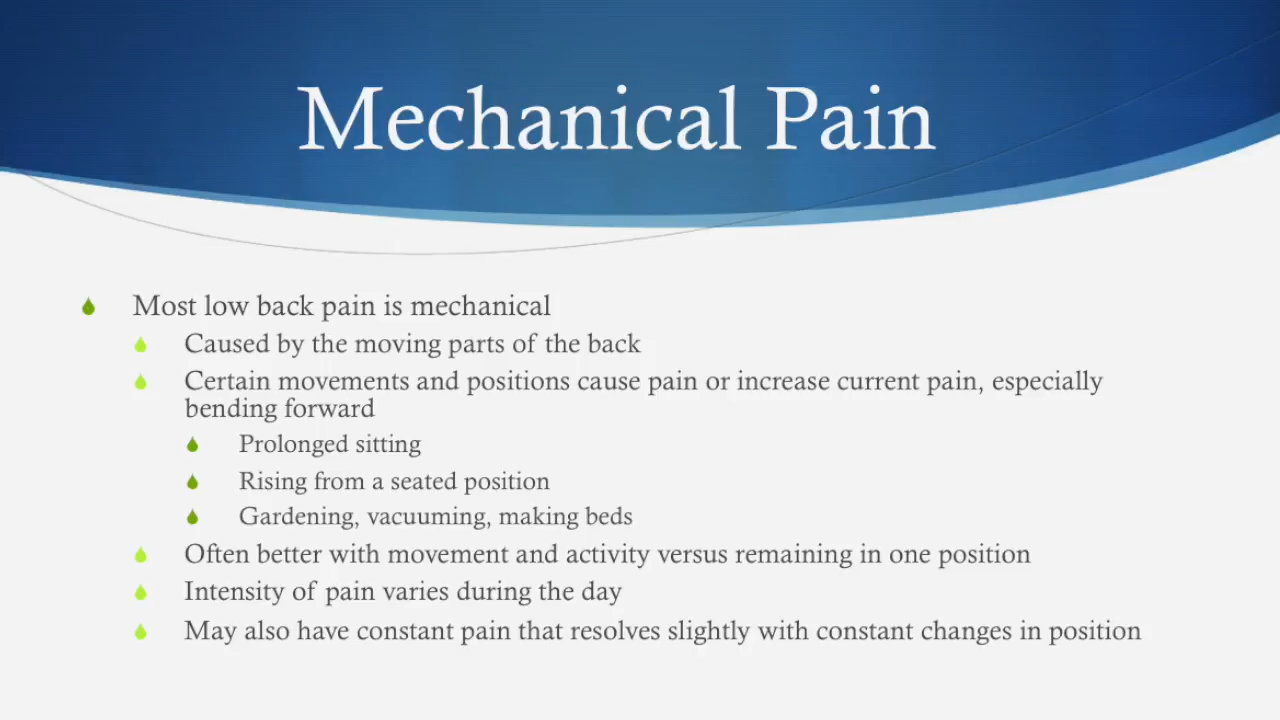 Mechanical Pain
Most low back pain is mechanical
Caused by the moving parts of the back
Certain movements and positions cause pain or increase current pain, especially
bending forward
Prolonged sitting
Rising from a seated position
Gardening, vacuuming, making beds
Often better with movement and activity versus remaining in one position
Intensity of pain varies during the day
May also have constant pain that resolves slightly with constant changes in position